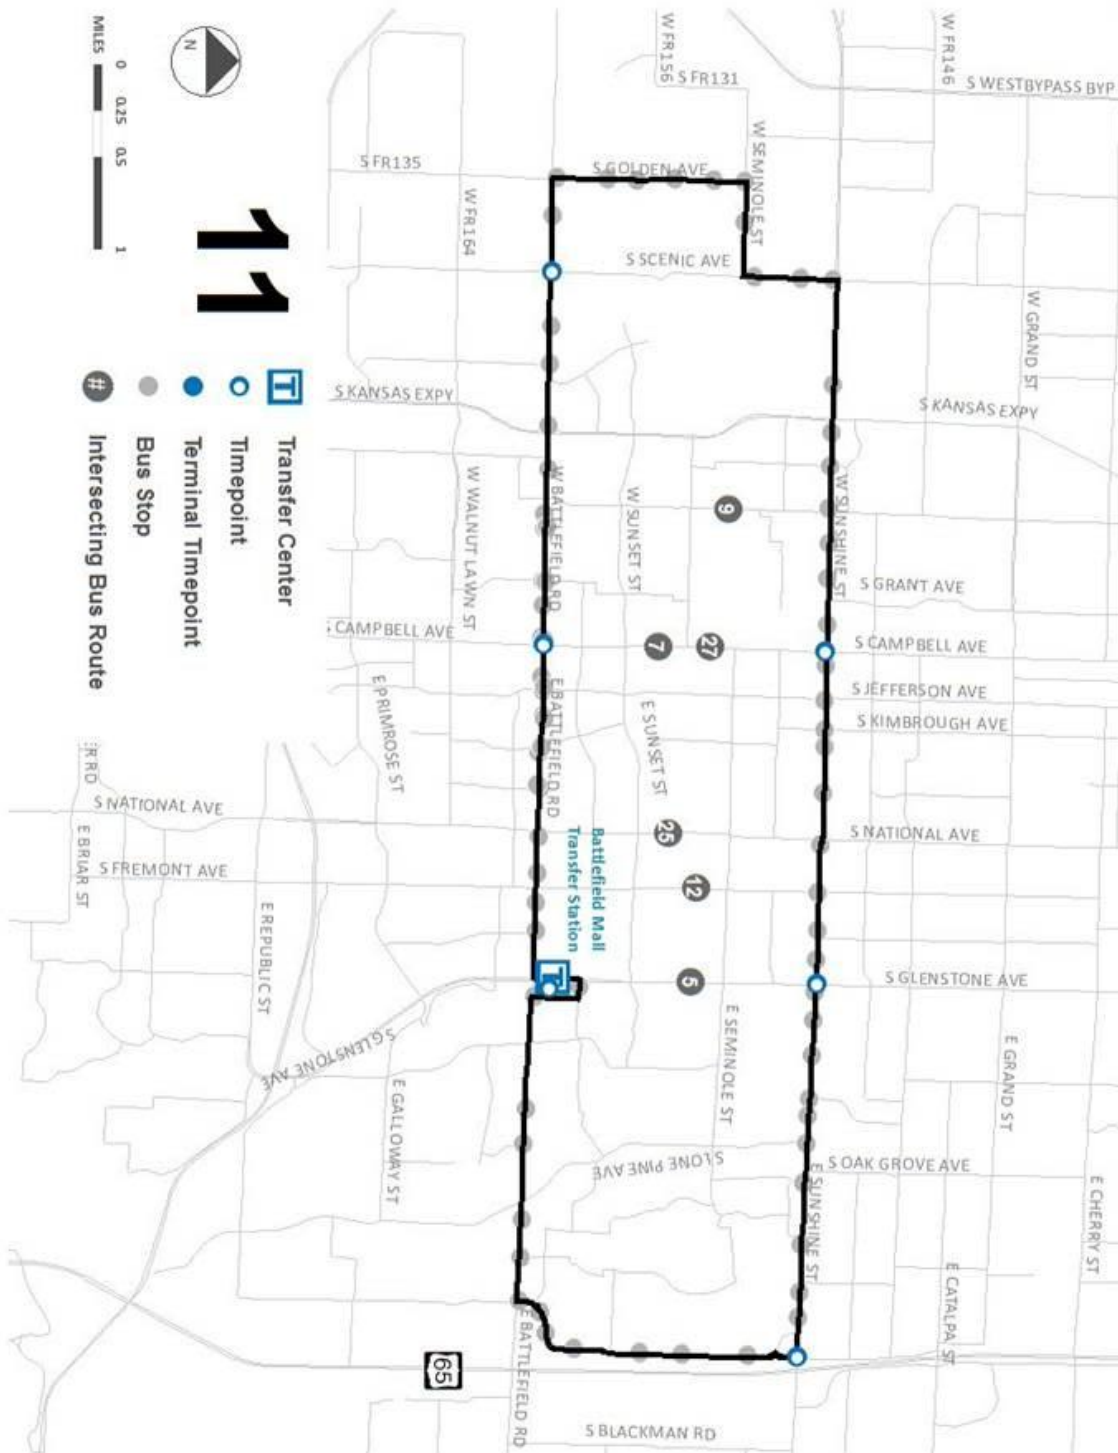 W FR146
S WESTBYPASS BYP
W FR156
S FR131
W SEMINOLE ST
S GOLDEN AVE
S FR135
W FR164
S SCENIC AVE
W GRAND ST
S KANSAS EXPY
S KANSAS EXPY
W WALNUT LAWN ST
W BATTLEFIELD RD
W SUNSET ST
W SUNSHINE ST
9
S GRANT AVE
CAMPBELL AVE
7
27
S CAMPBELL AVE
S JEFFERSON AVE
S KIMBROUGH AVE
E PRIMROSE ST
E BATTLEFIELD RD
E SUNSET ST
R RD
S NATIONAL AVE
25
S NATIONAL AVE
Battlefield Mall
Transfer Station
E BRIAR ST
S FREMONT AVE
12
E REPUBLIC ST
T
5
S GLENSTONE AVE
S GLENSTONE AVE
E GALLOWAY ST
E SEMINOLE ST
E GRAND ST
S LONE PINE AVE
S OAK GROVE AVE
E SUNSHINE ST
E CHERRY ST
E CATALPA ST
E BATTLEFIELD RD
65
S BLACKMAN RD
N
MILES
0 0.25 0.5 1
11
T Transfer Center
Timepoint
Terminal Timepoint
Bus Stop
# Intersecting Bus Route